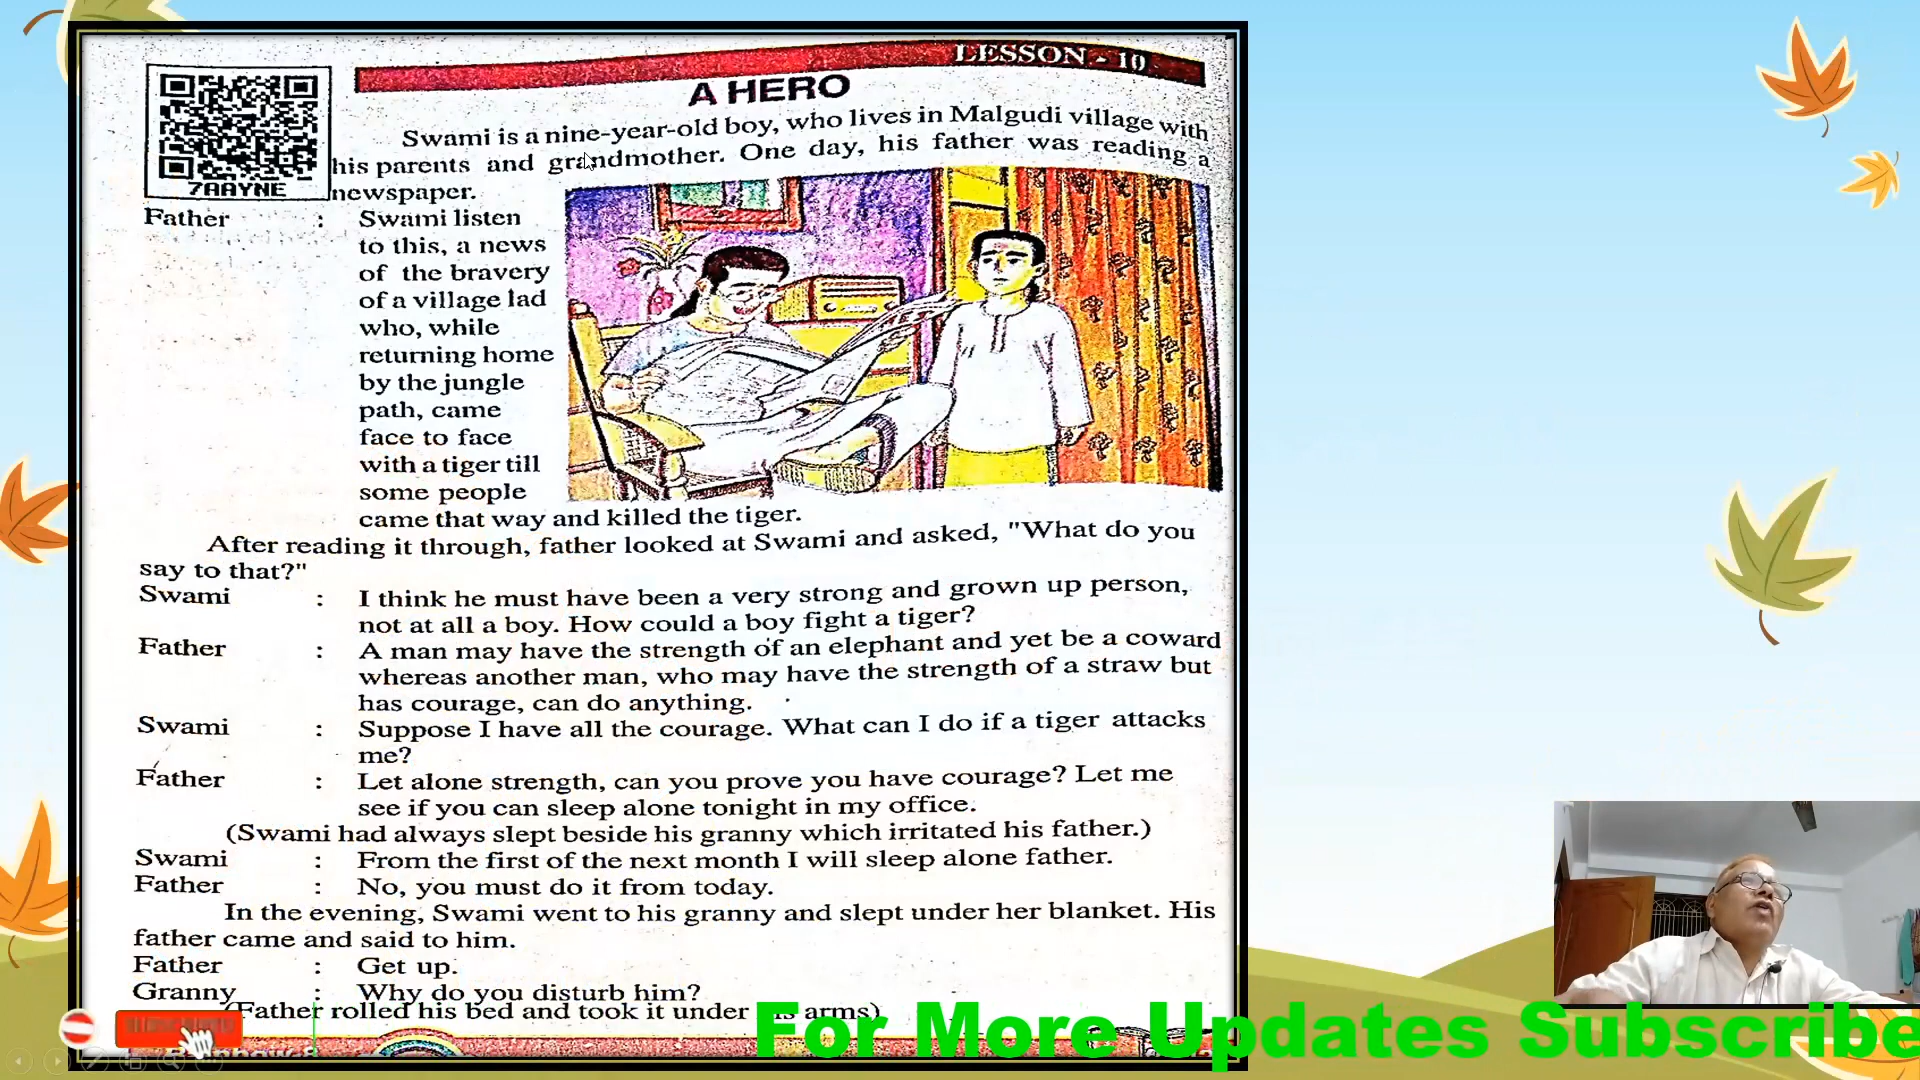 LESSON - 10
A HERO
7AAYNE
Swami is a nine-year-old boy, who lives in Malgudi village with
his parents and grandmother. One day, his father was reading a
newspaper.
Father : Swami listen
to this, a news
of the bravery
of a village lad
who, while
returning home
by the jungle
path, came
face to face
with a tiger till
some people
came that way and killed the tiger.
After reading it through, father looked at Swami and asked, "What do you
say to that?"
Swami : I think he must have been a very strong and grown up person,
not at all a boy. How could a boy fight a tiger?
Father : A man may have the strength of an elephant and yet be a coward
whereas another man, who may have the strength of a straw but
has courage, can do anything.
Swami : Suppose I have all the courage. What can I do if a tiger attacks
me?
Father : Let alone strength, can you prove you have courage? Let me
see if you can sleep alone tonight in my office.
(Swami had always slept beside his granny which irritated his father.)
Swami : From the first of the next month I will sleep alone father.
Father : No, you must do it from today.
In the evening, Swami went to his granny and slept under her blanket. His
father came and said to him.
Father : Get up.
Granny : Why do you disturb him?
(Father rolled his bed and took it under arms)
For More Updates Subscribe